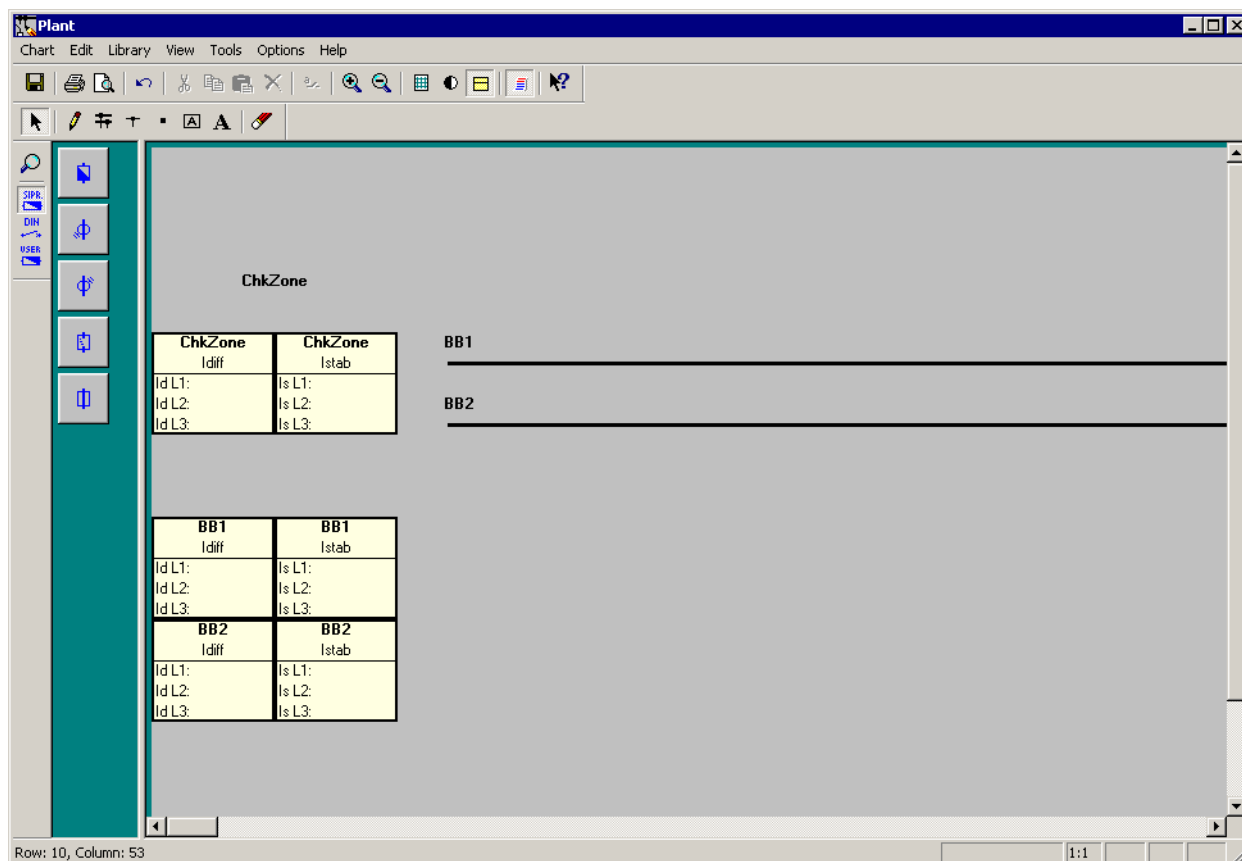 Plant
Chart Edit Library View Tools Options Help
A A
SIPR.
DIN
USER
ChkZone
ChkZone ChkZone BB1
Idiff Istab
Id L1: Is L1:
Id L2: Is L2: BB2
Id L3: Is L3:
BB1 BB1
Idiff Istab
Id L1: Is L1:
Id L2: Is L2:
Id L3: Is L3:
BB2 BB2
Idiff Istab
Id L1: Is L1:
Id L2: Is L2:
Id L3: Is L3:
Row: 10, Column: 53 1:1